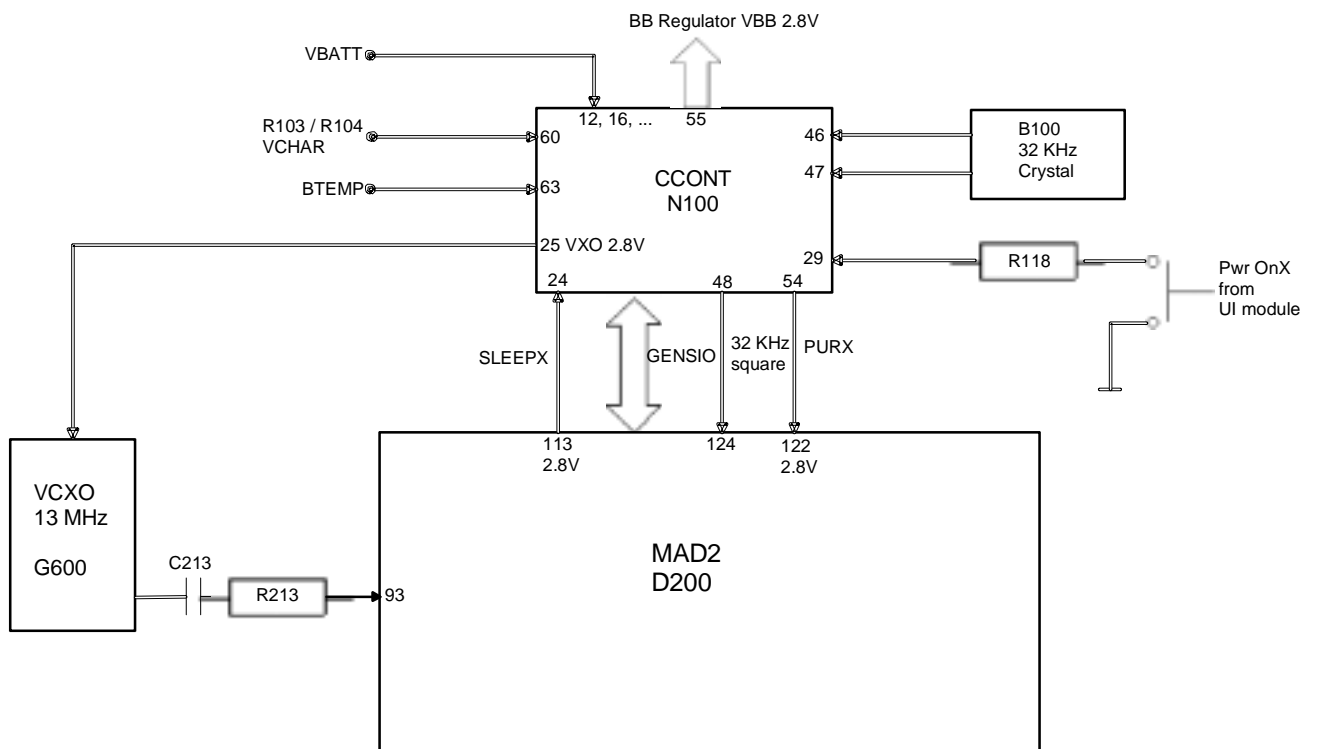 BB Regulator VBB 2.8V
VBATT
12, 16, ...
55
R103 / R104
VCHAR
60
BTEMP
63
CCONT
N100
46
47
B100
32 KHz
Crystal
25 VXO 2.8V
29
R118
Pwr OnX
from
UI module
24
48
54
SLEEPX
GENSIO
32 KHz
square
PURX
113
2.8V
124
122
2.8V
VCXO
13 MHz
G600
C213
R213
93
MAD2
D200